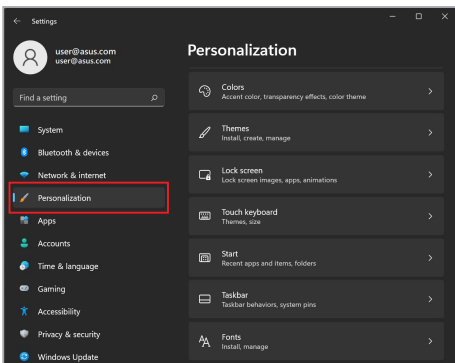 Settings
user@asus.com
user@asus.com
Find a setting
System
Bluetooth & devices
Network & internet
Personalization
Apps
Accounts
Time & language
Gaming
Accessibility
Privacy & security
Windows Update
Personalization
Colors
Accent color, transparency effects, color theme
Themes
Install, create, manage
Lock screen
Lock screen images, apps, animations
Touch keyboard
Themes, size
Start
Recent apps and items, folders
Taskbar
Taskbar behaviors, system pins
Fonts
Install, manage